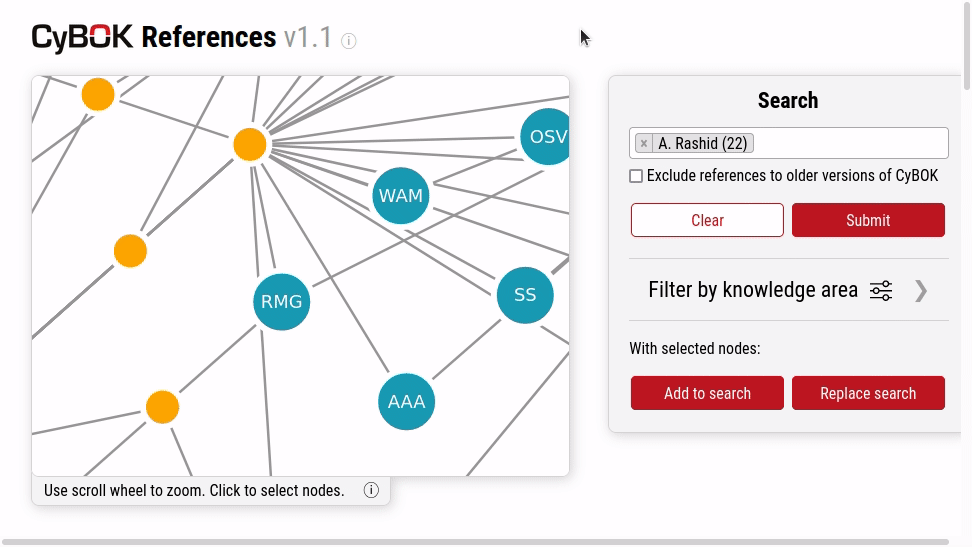 CyBOK References v1.1
OSV
WAM
SS
RMG
AAA
Use scroll wheel to zoom. Click to select nodes.
Search
× A. Rashid (22)
Exclude references to older versions of CyBOK
Clear
Submit
Filter by knowledge area
With selected nodes:
Add to search
Replace search